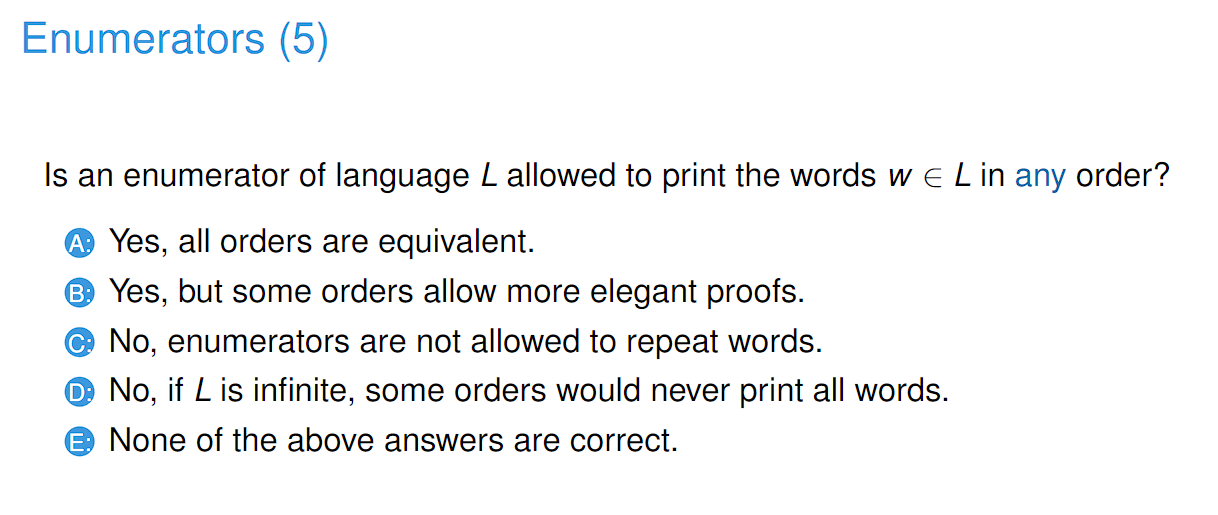 Enumerators (5)
Is an enumerator of language L allowed to print the words w ∈ L in any order?
A: Yes, all orders are equivalent.
B: Yes, but some orders allow more elegant proofs.
C: No, enumerators are not allowed to repeat words.
D: No, if L is infinite, some orders would never print all words.
E: None of the above answers are correct.